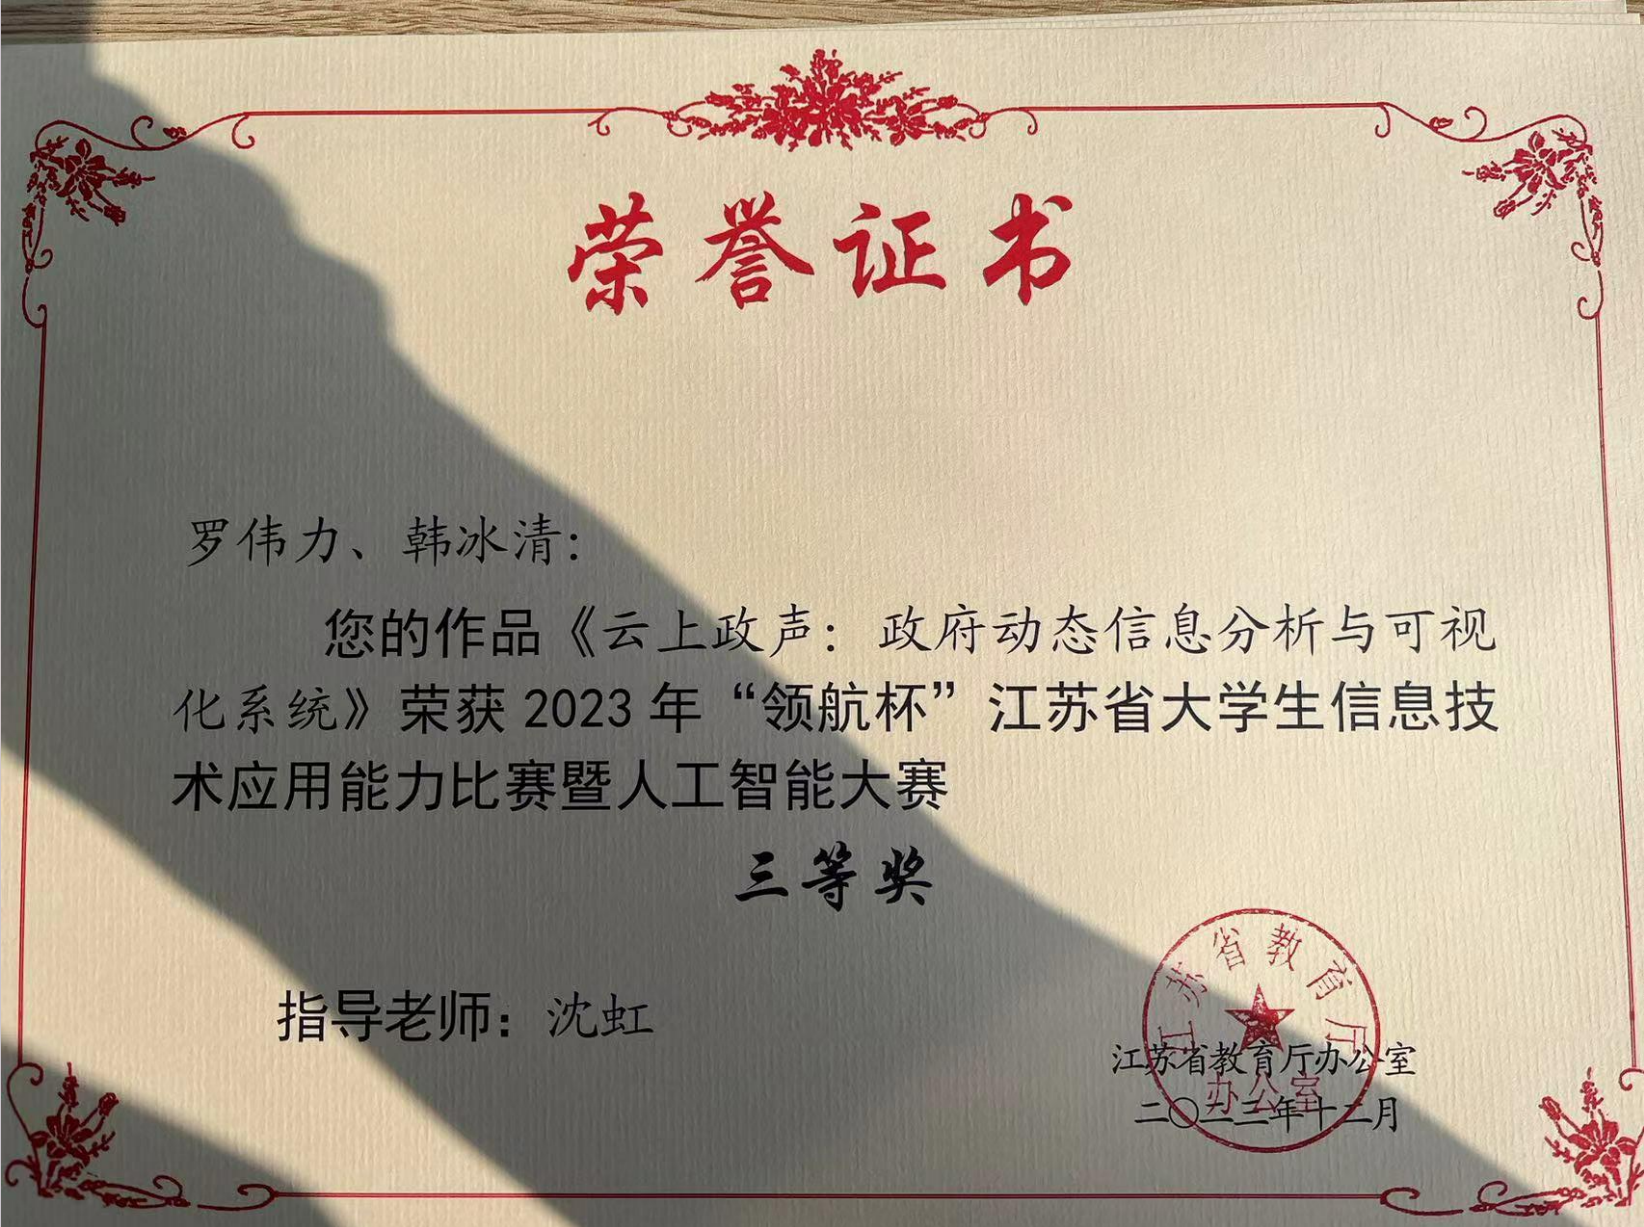 荣誉证书
罗伟力、韩冰清：
您的作品《云上政声：政府动态信息分析与可视
化系统》荣获 2023 年“领航杯”江苏省大学生信息技
术应用能力比赛暨人工智能大赛
三等奖
指导老师：沈虹
江苏省教育厅
办公室
江苏省教育厅办公室
二〇二三年十二月